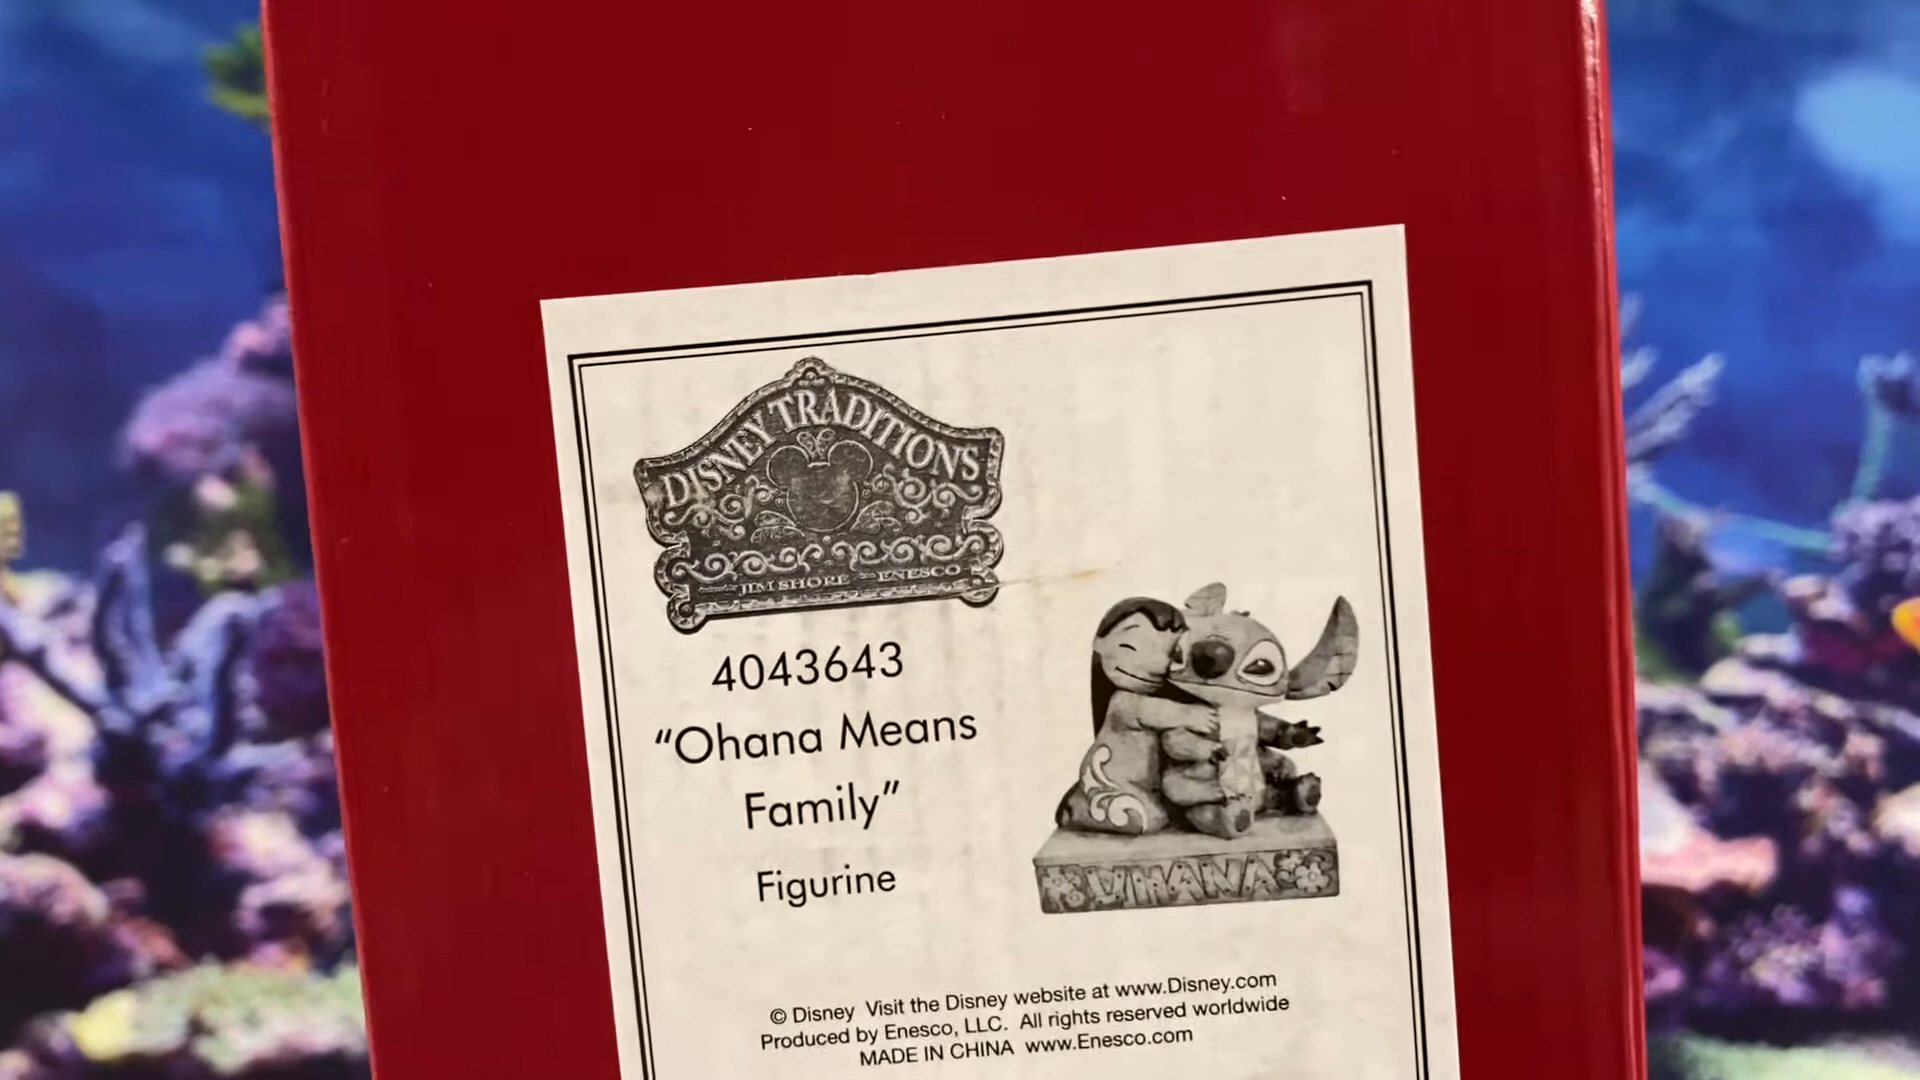 DISNEY TRADITIONS
JIM SHORE ENESCO
4043643
“Ohana Means
Family”
Figurine
OHANA
© Disney Visit the Disney website at www.Disney.com
Produced by Enesco, LLC. All rights reserved worldwide
MADE IN CHINA www.Enesco.com